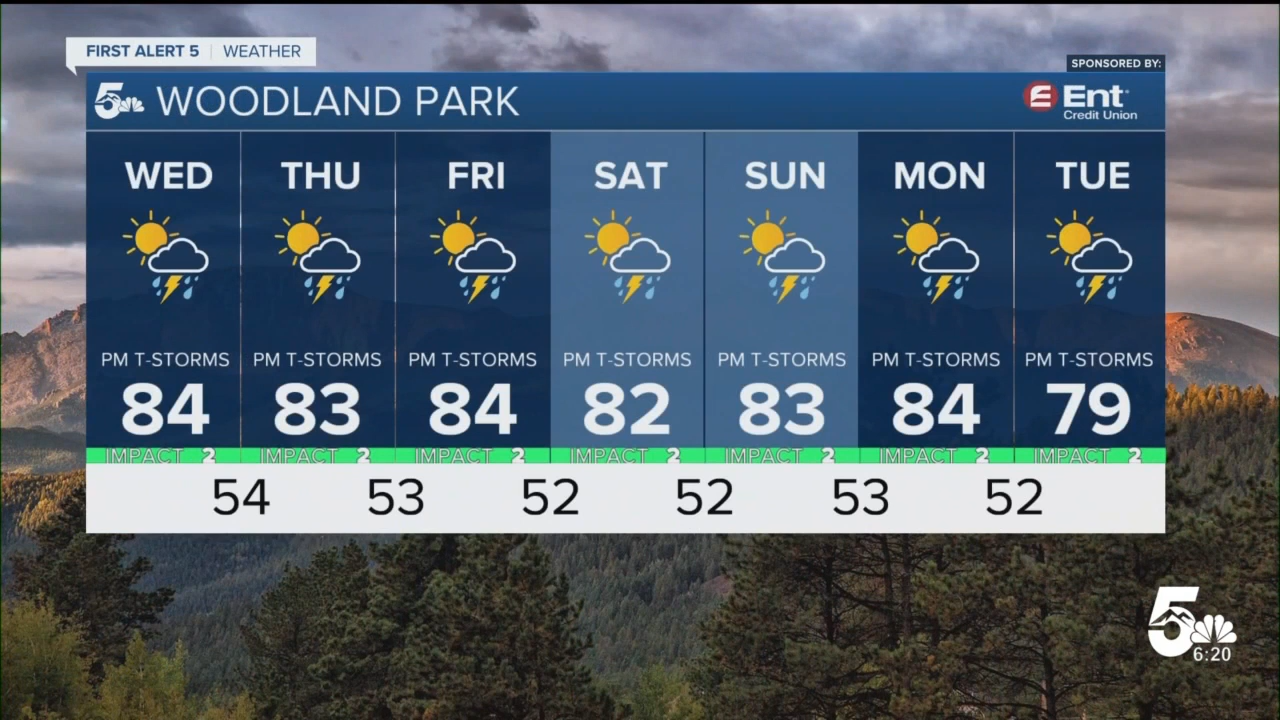 FIRST ALERT 5 | WEATHER
SPONSORED BY:
5 WOODLAND PARK
Ent
Credit Union
WED THU FRI SAT SUN MON TUE
PM T-STORMS PM T-STORMS PM T-STORMS PM T-STORMS PM T-STORMS PM T-STORMS PM T-STORMS
84 83 84 82 83 84 79
IMPACT 2 IMPACT 2 IMPACT 2 IMPACT 2 IMPACT 2 IMPACT 2 IMPACT 2
54 53 52 52 53 52
5
6:20